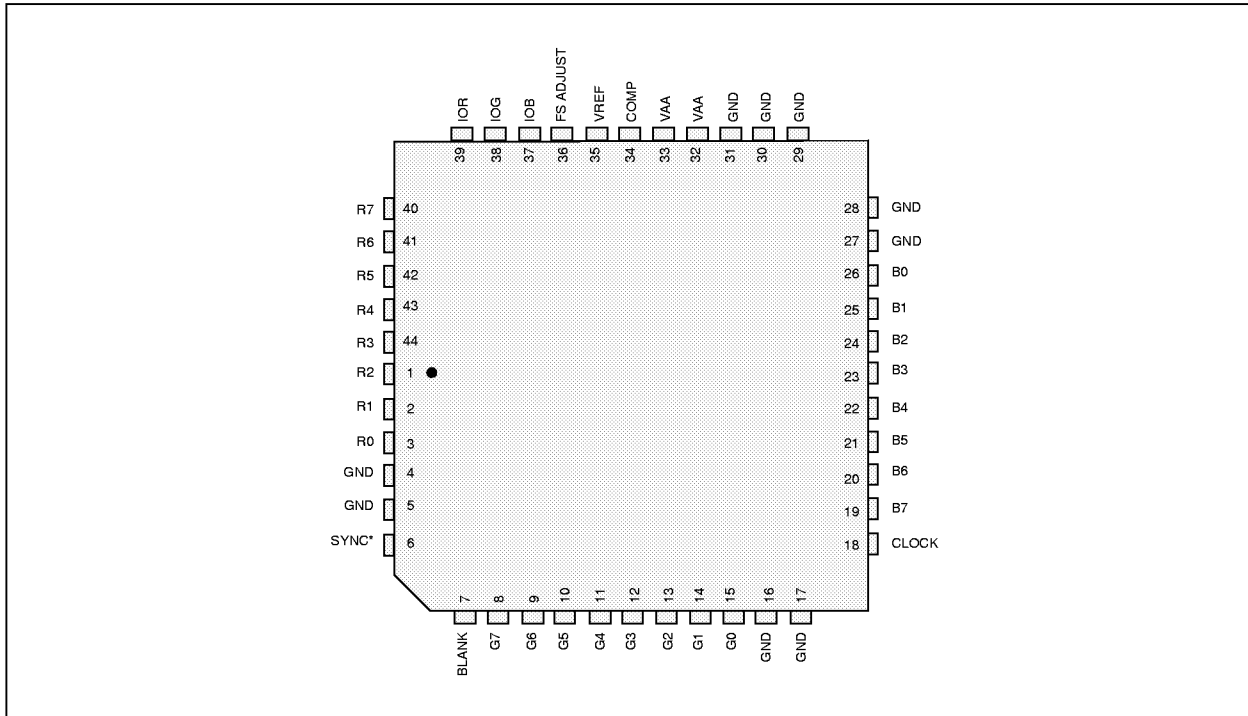 IOR
IOG
IOB
FS ADJUST
VREF
COMP
VAA
VAA
GND
GND
GND
39
38
37
36
35
34
33
32
31
30
29
R7 40
28 GND
R6 41
27 GND
R5 42
26 B0
R4 43
25 B1
R3 44
24 B2
R2 1
23 B3
R1 2
22 B4
R0 3
21 B5
GND 4
20 B6
GND 5
19 B7
SYNC* 6
18 CLOCK
7
8
9
10
11
12
13
14
15
16
17
BLANK
G7
G6
G5
G4
G3
G2
G1
G0
GND
GND